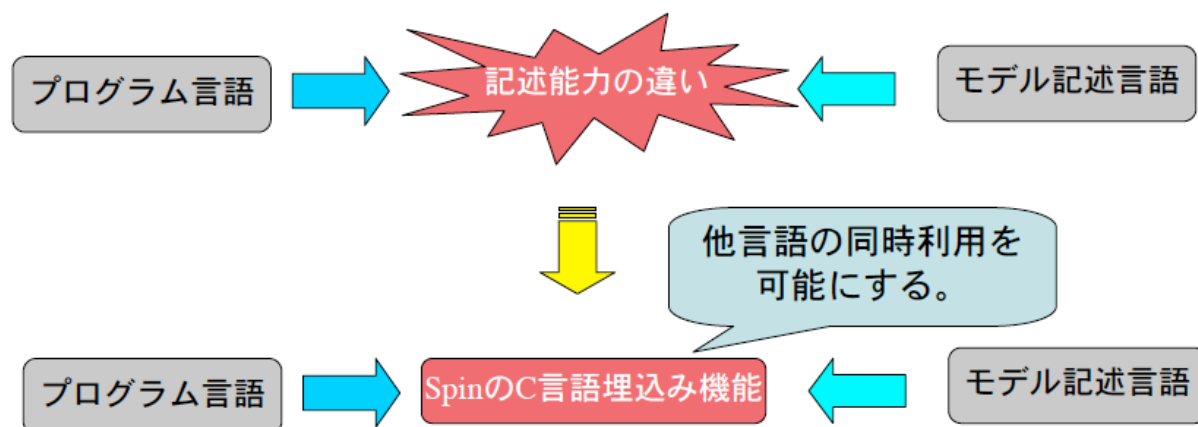 プログラム言語
記述能力の違い
モデル記述言語
他言語の同時利用を
可能にする。
プログラム言語
SpinのC言語埋込み機能
モデル記述言語